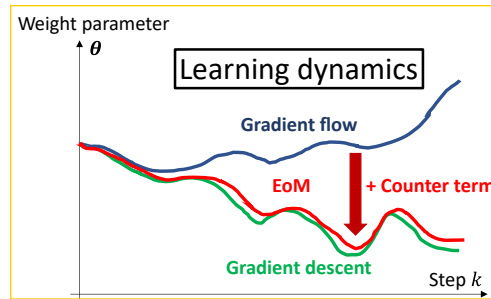 Weight parameter
θ
Learning dynamics
Gradient flow
EoM
+ Counter term
Gradient descent
Step k